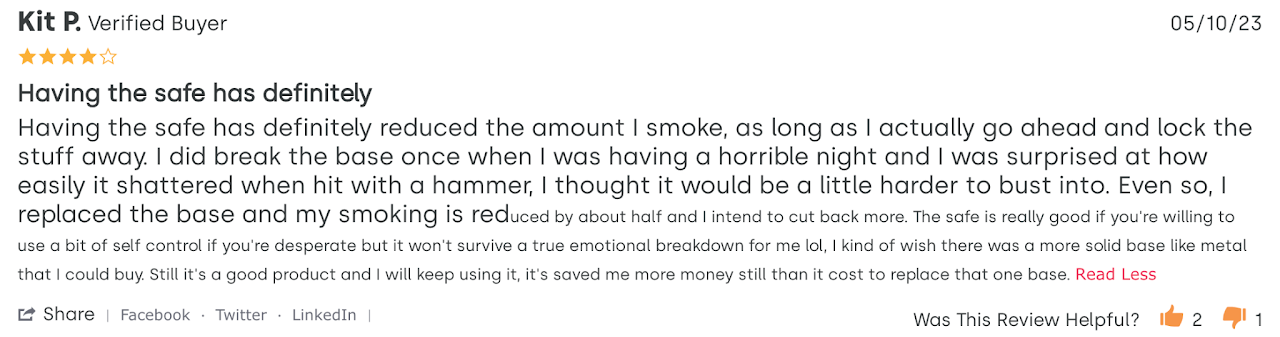 Kit P. Verified Buyer 05/10/23
Having the safe has definitely
Having the safe has definitely reduced the amount I smoke, as long as I actually go ahead and lock the
stuff away. I did break the base once when I was having a horrible night and I was surprised at how
easily it shattered when hit with a hammer, I thought it would be a little harder to bust into. Even so, I
replaced the base and my smoking is reduced by about half and I intend to cut back more. The safe is really good if you're willing to
use a bit of self control if you're desperate but it won't survive a true emotional breakdown for me lol, I kind of wish there was a more solid base like metal
that I could buy. Still it's a good product and I will keep using it, it's saved me more money still than it cost to replace that one base. Read Less
Share | Facebook · Twitter · LinkedIn |
Was This Review Helpful? 2 1